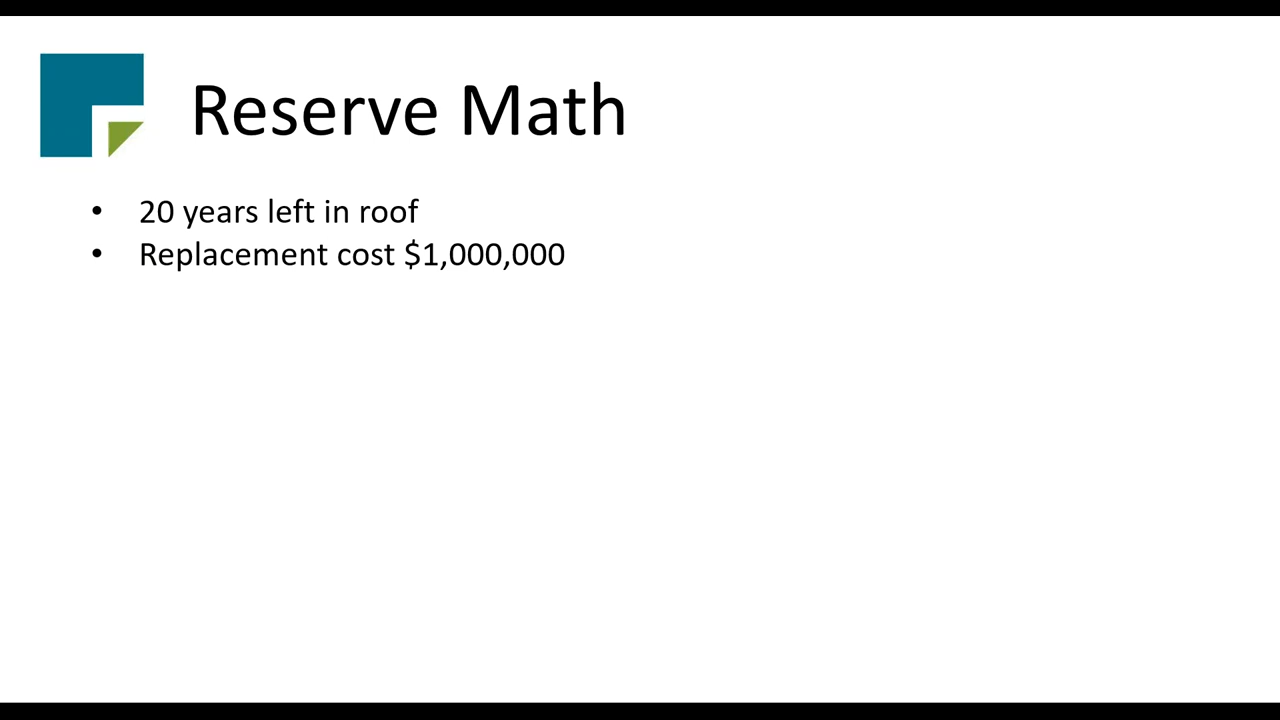 Reserve Math
• 20 years left in roof
• Replacement cost $1,000,000